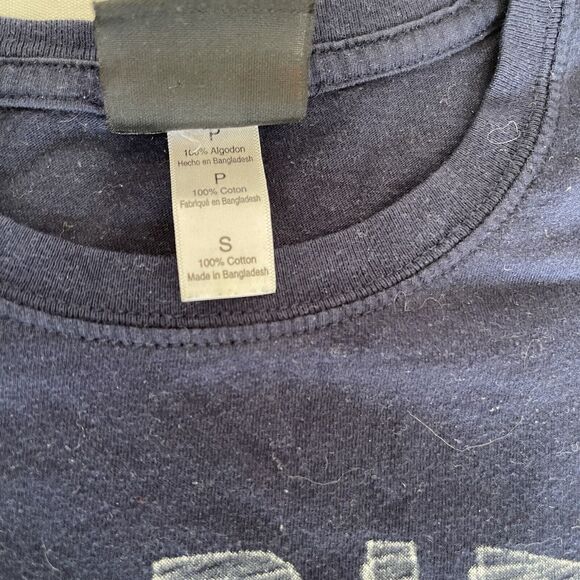 P
100% Algodon
Hecho en Bangladesh
P
100% Coton
Fabriqué en Bangladesh
S
100% Cotton
Made in Bangladesh